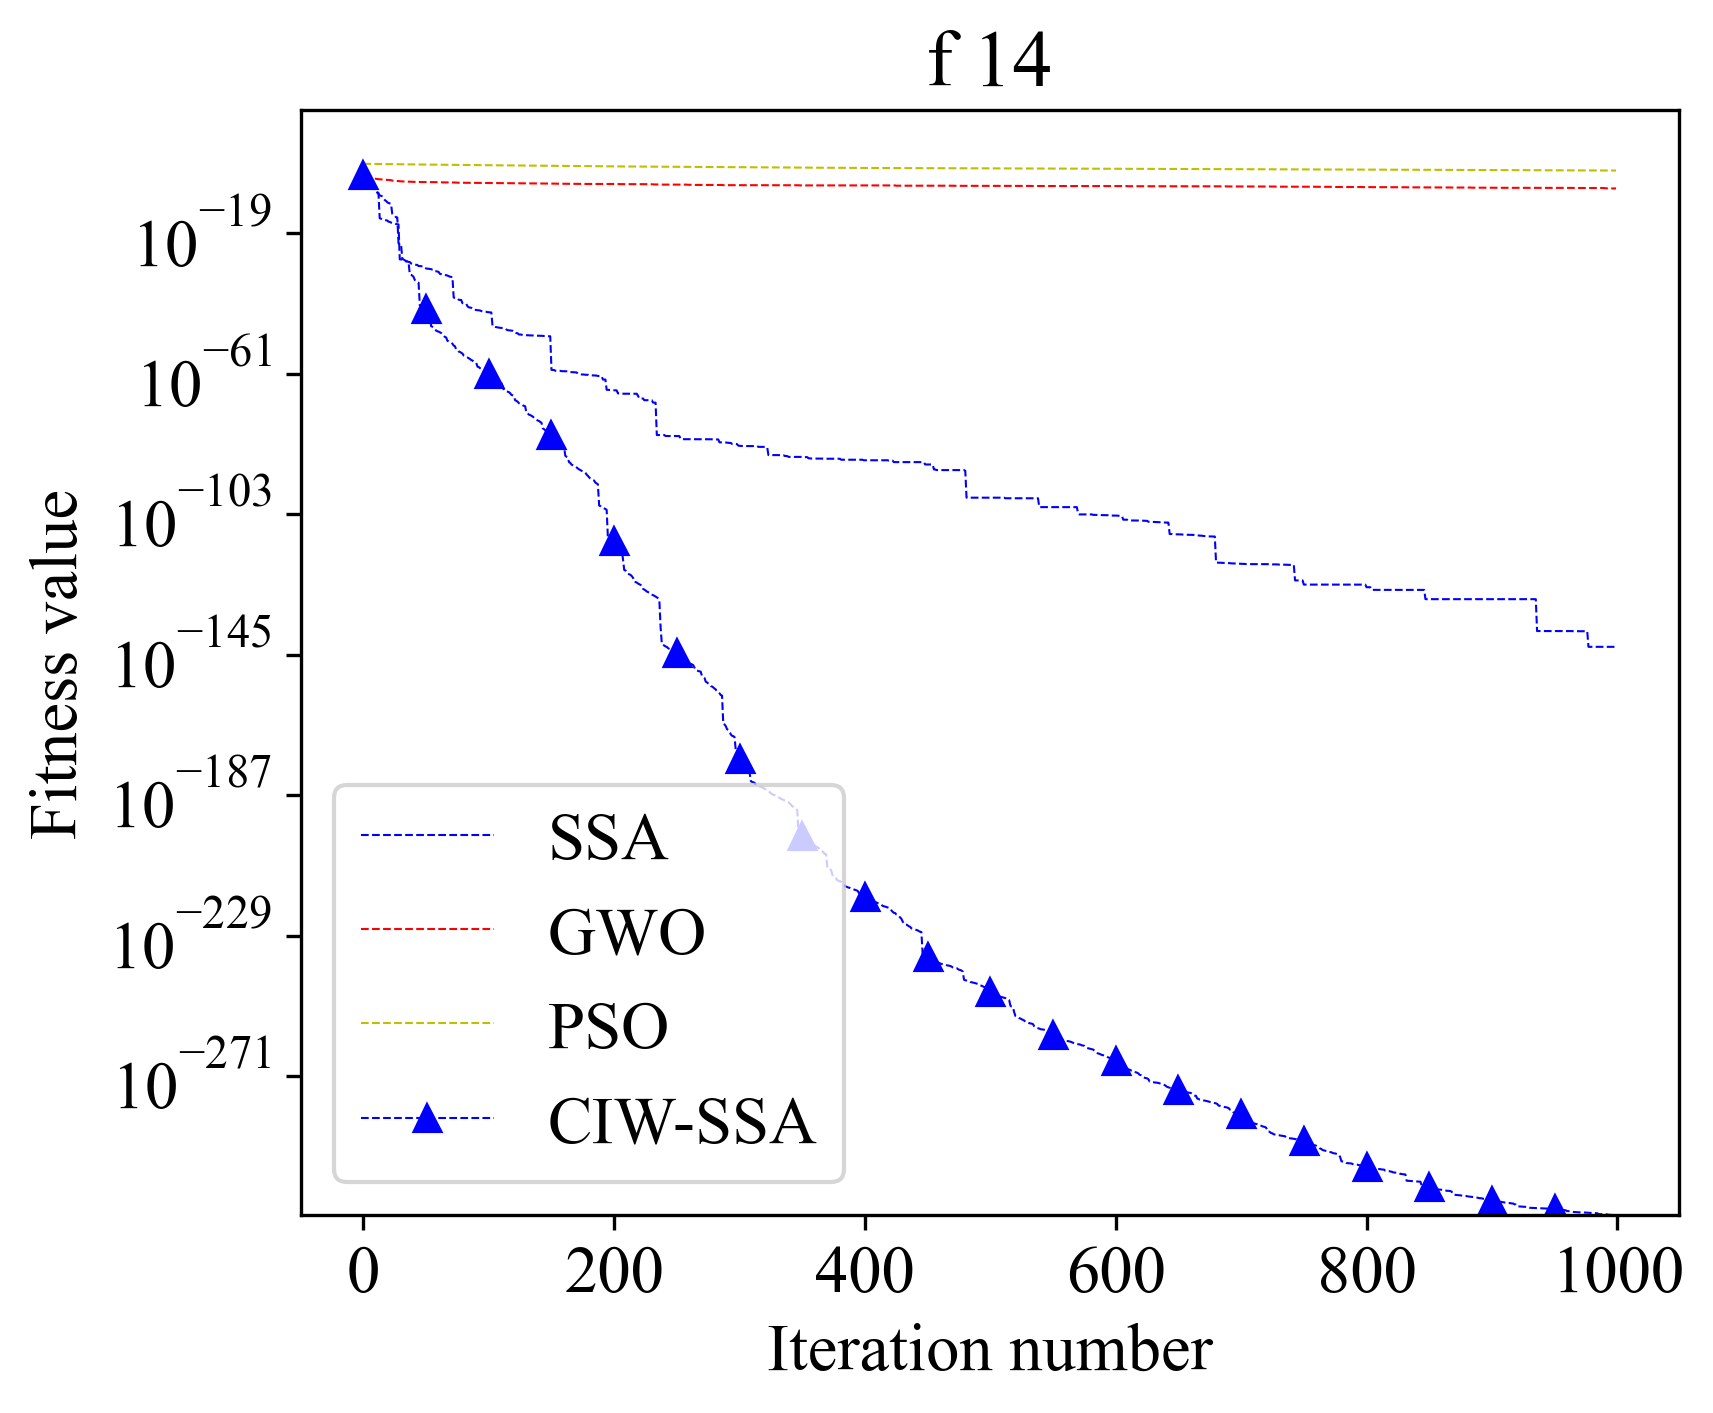 f 14
Fitness value
10^−19
10^−61
10^−103
10^−145
10^−187
10^−229
10^−271
SSA
GWO
PSO
CIW-SSA
0 200 400 600 800 1000
Iteration number